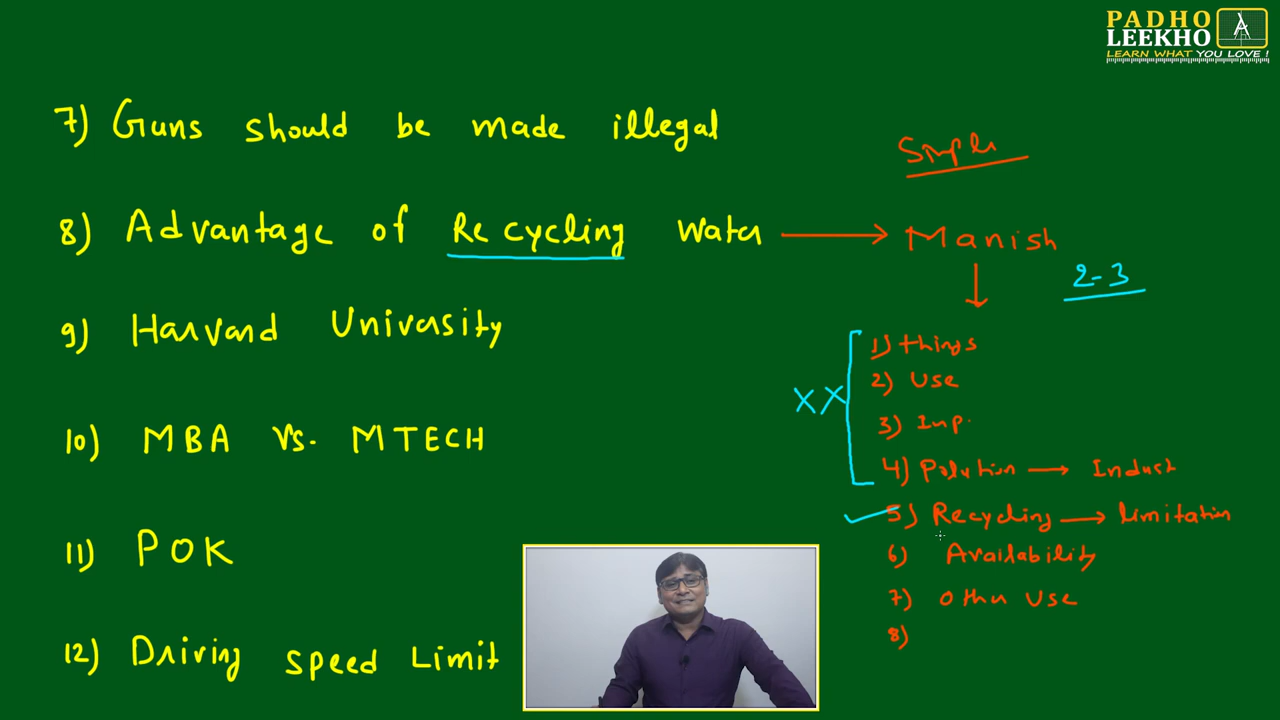 PADHO
LEEKHO
LEARN WHAT YOU LOVE !
7) Guns should be made illegal
Simple
8) Advantage of Recycling Water → Manish
2-3
9) Harvard University
XX
1) things
2) Use
3) Imp.
10) MBA Vs. MTECH
4) Polution → Indust
5) Recycling → limitation
11) POK
6) Availability
7) Other Use
8)
12) Driving Speed Limit